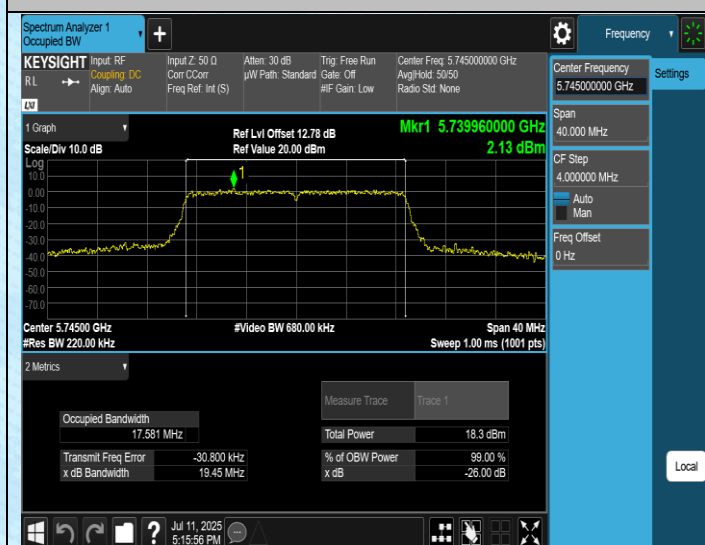 Spectrum Analyzer 1
Occupied BW
+
Frequency
KEYSIGHT
RL
LXI
Input: RF
Coupling: DC
Align: Auto
Input Z: 50 Ω
Corr CCorr
Freq Ref: Int (S)
Atten: 30 dB
µW Path: Standard
Trig: Free Run
Gate: Off
#IF Gain: Low
Center Freq: 5.745000000 GHz
Avg|Hold: 50/50
Radio Std: None
Center Frequency
5.745000000 GHz
Settings
Span
40.000 MHz
CF Step
4.000000 MHz
Auto
Man
Freq Offset
0 Hz
1 Graph
Scale/Div 10.0 dB
Ref Lvl Offset 12.78 dB
Ref Value 20.00 dBm
Mkr1 5.739960000 GHz
2.13 dBm
Log
10.0
0.00
-10.0
-20.0
-30.0
-40.0
-50.0
-60.0
-70.0
1
Center 5.74500 GHz
#Video BW 680.00 kHz
Span 40 MHz
#Res BW 220.00 kHz
Sweep 1.00 ms (1001 pts)
2 Metrics
Measure Trace
Trace 1
Occupied Bandwidth
17.581 MHz
Total Power
18.3 dBm
Transmit Freq Error
-30.800 kHz
% of OBW Power
99.00 %
x dB Bandwidth
19.45 MHz
x dB
-26.00 dB
Local
?
Jul 11, 2025
5:15:56 PM